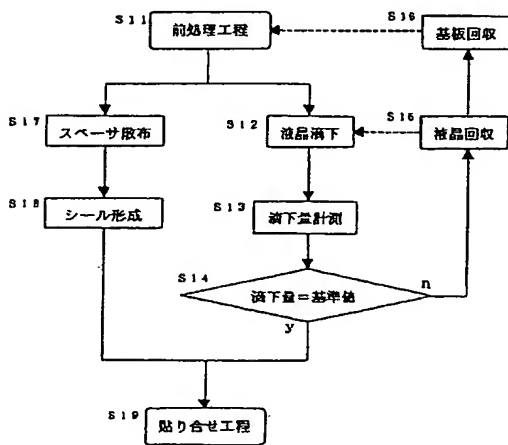 S11
前処理工程
S16
基板回収
S17
スペーサ散布
S12
液晶滴下
S15
液晶回収
S18
シール形成
S13
滴下量計測
S14
滴下量=基準値
n
y
S19
貼り合せ工程